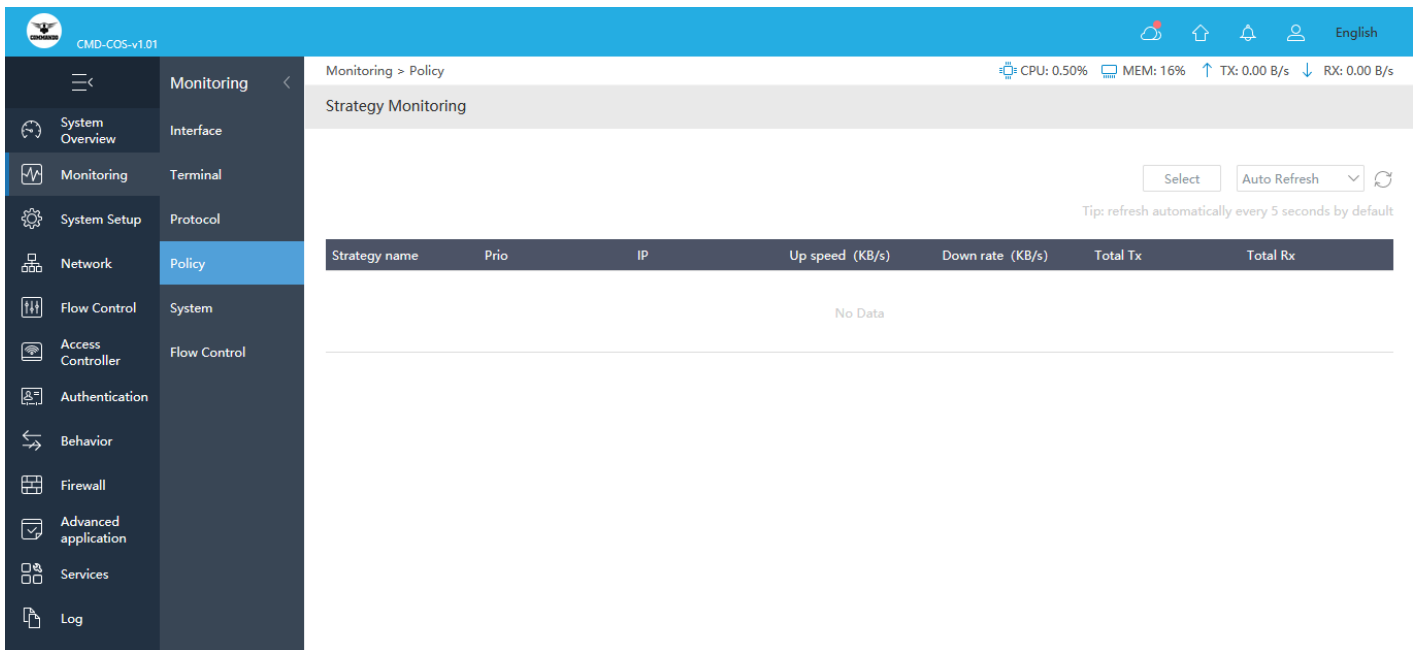 COMMANDO
CMD-COS-v1.01
English
Monitoring
Monitoring > Policy
CPU: 0.50%
MEM: 16%
TX: 0.00 B/s
RX: 0.00 B/s
Strategy Monitoring
System
Overview
Monitoring
System Setup
Network
Flow Control
Access
Controller
Authentication
Behavior
Firewall
Advanced
application
Services
Log
Interface
Terminal
Protocol
Policy
System
Flow Control
Select
Auto Refresh
Tip: refresh automatically every 5 seconds by default
Strategy name Prio IP Up speed (KB/s) Down rate (KB/s) Total Tx Total Rx
No Data